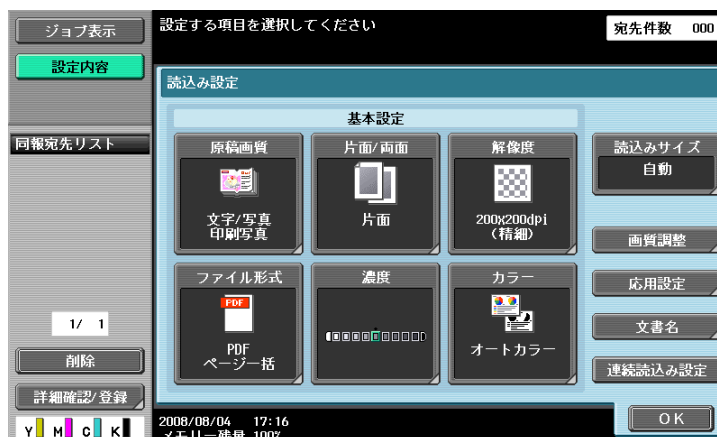 ジョブ表示
設定内容
同報宛先リスト
1/ 1
削除
詳細確認/登録
Y M C K
設定する項目を選択してください
宛先件数 000
読込み設定
基本設定
原稿画質
文字/写真
印刷写真
片面/両面
片面
解像度
200x200dpi
(精細)
ファイル形式
PDF
PDF
ページ一括
濃度
カラー
オートカラー
読込みサイズ
自動
画質調整
応用設定
文書名
連続読込み設定
OK
2008/08/04 17:16
メモリー残量 100%